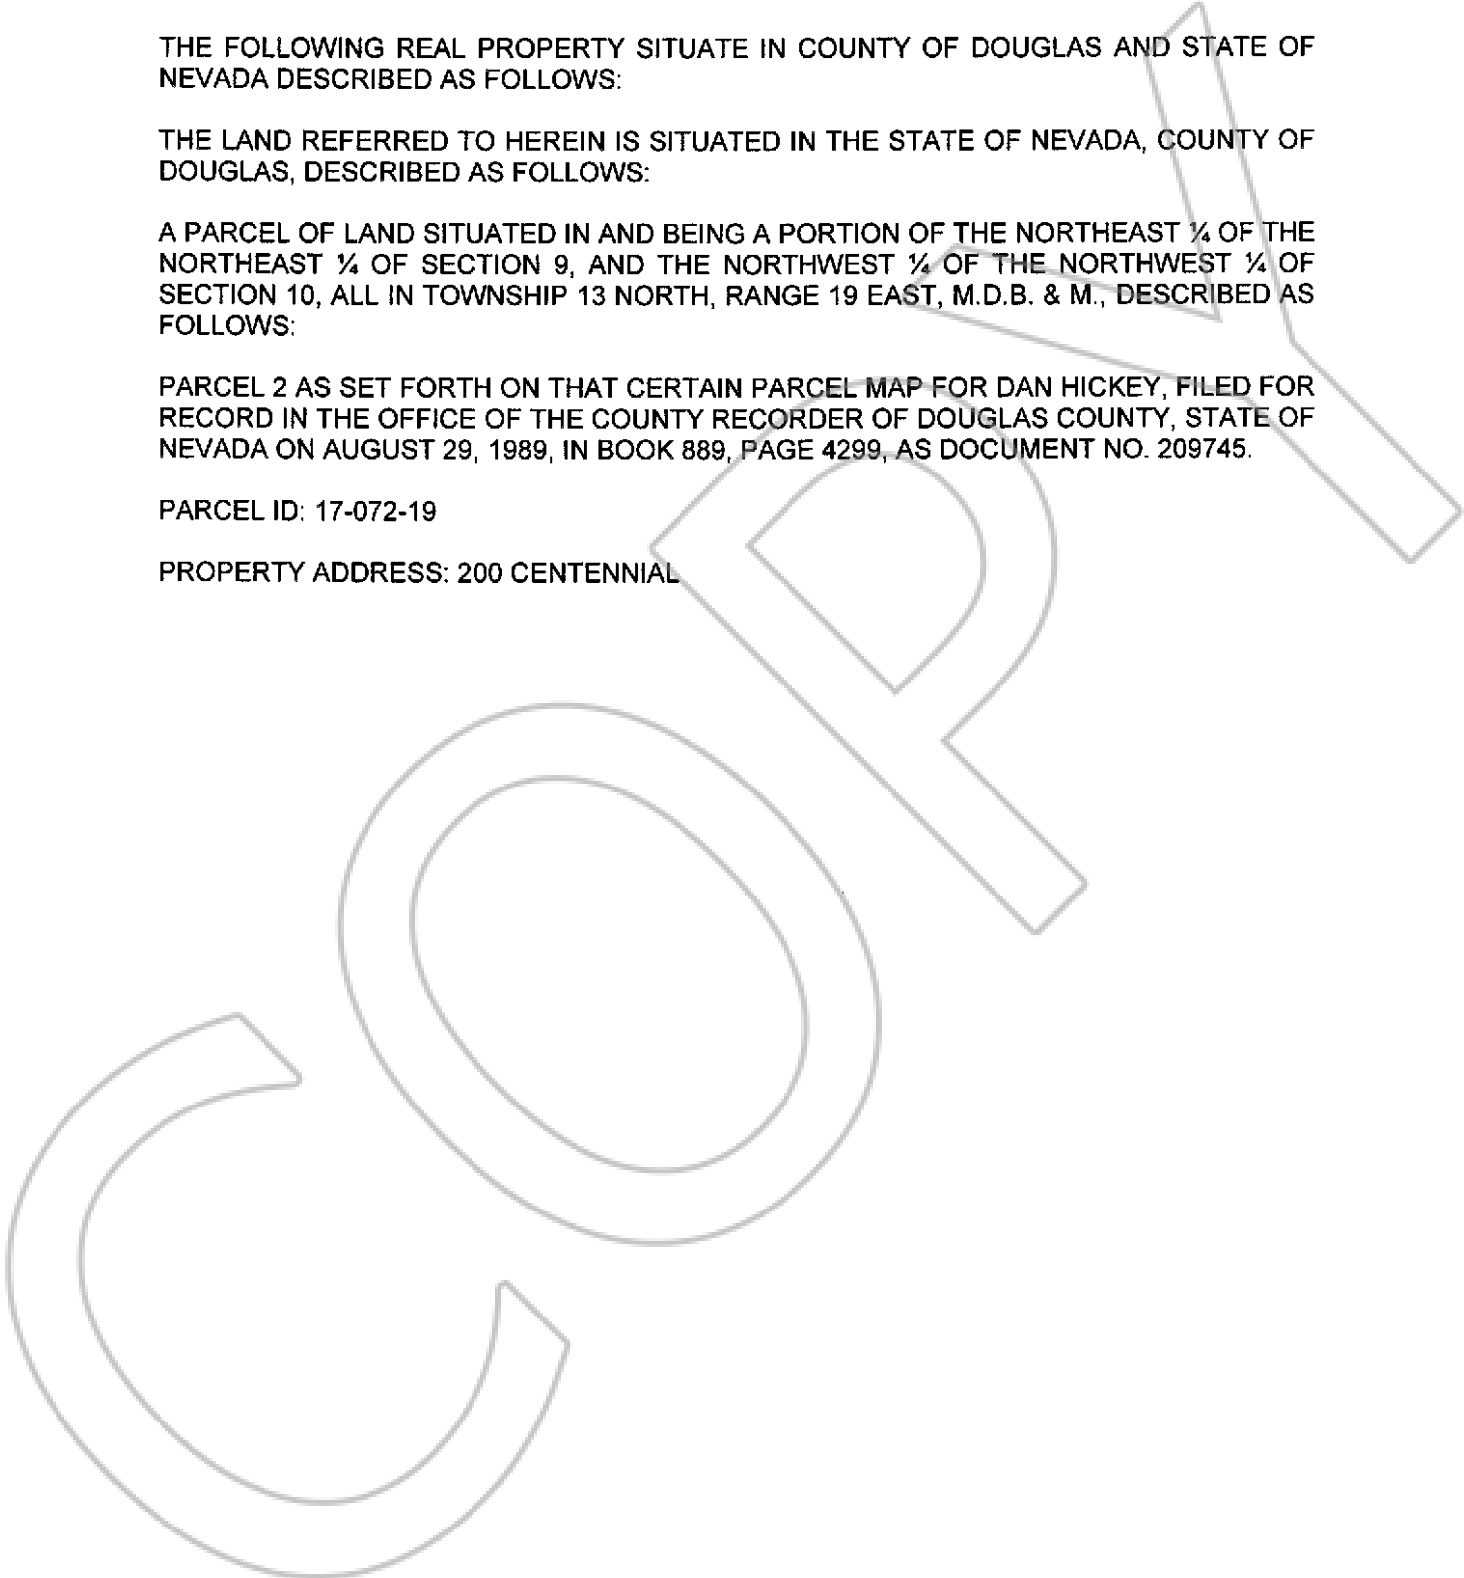 THE FOLLOWING REAL PROPERTY SITUATE IN COUNTY OF DOUGLAS AND STATE OF
NEVADA DESCRIBED AS FOLLOWS:
THE LAND REFERRED TO HEREIN IS SITUATED IN THE STATE OF NEVADA, COUNTY OF
DOUGLAS, DESCRIBED AS FOLLOWS:
A PARCEL OF LAND SITUATED IN AND BEING A PORTION OF THE NORTHEAST ¼ OF THE
NORTHEAST ¼ OF SECTION 9, AND THE NORTHWEST ¼ OF THE NORTHWEST ¼ OF
SECTION 10, ALL IN TOWNSHIP 13 NORTH, RANGE 19 EAST, M.D.B. & M., DESCRIBED AS
FOLLOWS:
PARCEL 2 AS SET FORTH ON THAT CERTAIN PARCEL MAP FOR DAN HICKEY, FILED FOR
RECORD IN THE OFFICE OF THE COUNTY RECORDER OF DOUGLAS COUNTY, STATE OF
NEVADA ON AUGUST 29, 1989, IN BOOK 889, PAGE 4299, AS DOCUMENT NO. 209745.
PARCEL ID: 17-072-19
PROPERTY ADDRESS: 200 CENTENNIAL
COPY